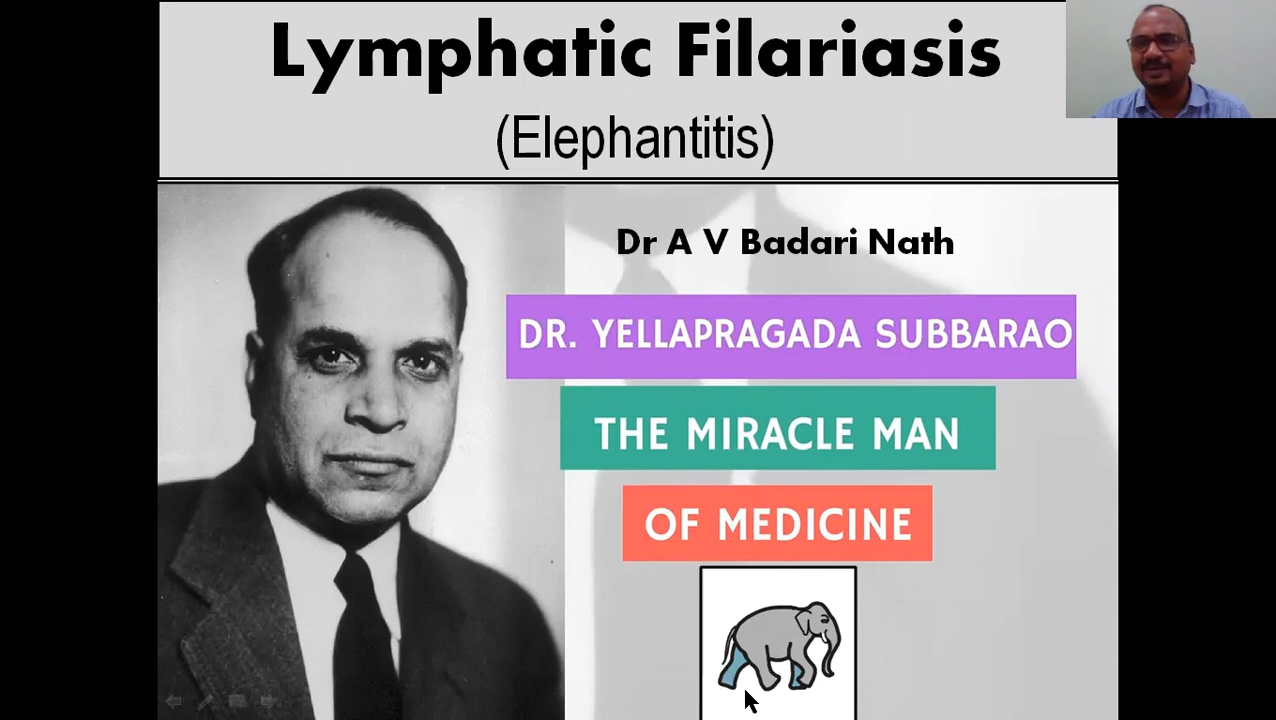 Lymphatic Filariasis
(Elephantitis)
Dr A V Badari Nath
DR. YELLAPRAGADA SUBBARAO
THE MIRACLE MAN
OF MEDICINE